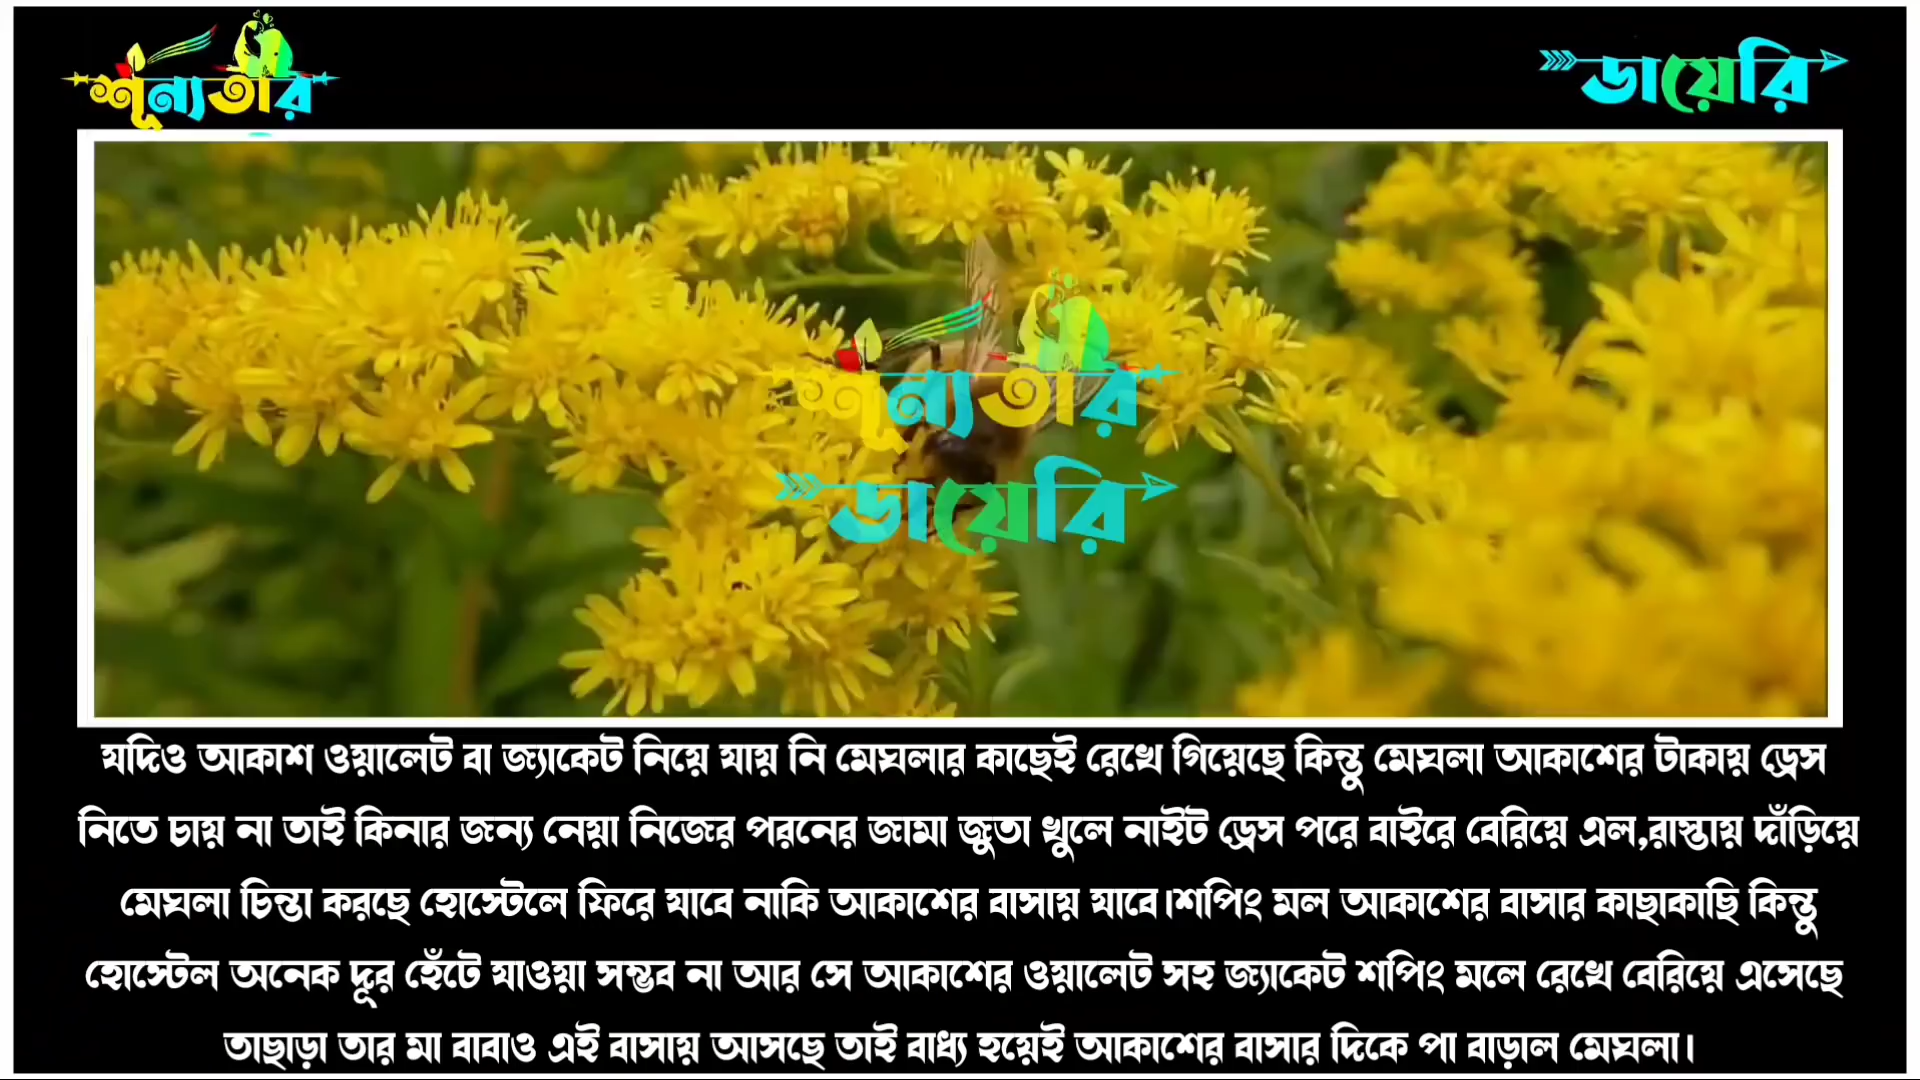 শূন্যতার
ডায়েরি
শূন্যতার
ডায়েরি
যদিও আকাশ ওয়ালেট বা জ্যাকেট নিয়ে যায় নি মেঘলার কাছেই রেখে গিয়েছে কিন্তু মেঘলা আকাশের টাকায় ড্রেস
নিতে চায় না তাই কিনার জন্য নেয়া নিজের পরনের জামা জুতা খুলে নাইট ড্রেস পরে বাইরে বেরিয়ে এল,রাস্তায় দাঁড়িয়ে
মেঘলা চিন্তা করছে হোস্টেলে ফিরে যাবে নাকি আকাশের বাসায় যাবে।শপিং মল আকাশের বাসার কাছাকাছি কিন্তু
হোস্টেল অনেক দূর হেঁটে যাওয়া সম্ভব না আর সে আকাশের ওয়ালেট সহ জ্যাকেট শপিং মলে রেখে বেরিয়ে এসেছে
তাছাড়া তার মা বাবাও এই বাসায় আসছে তাই বাধ্য হয়েই আকাশের বাসার দিকে পা বাড়াল মেঘলা।